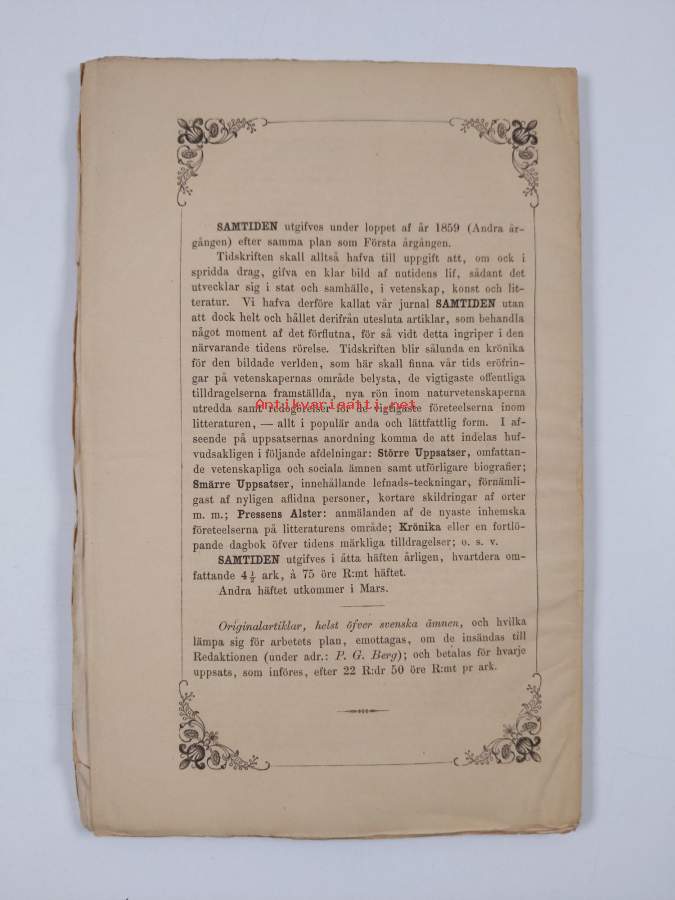 SAMTIDEN utgifves under loppet af år 1859 (Andra år-
gången) efter samma plan som Första årgången.
Tidskriften skall alltså hafva till uppgift att, om ock i
spridda drag, gifva en klar bild af nutidens lif, sådant det
utvecklar sig i stat och samhälle, i vetenskap, konst och lit-
teratur. Vi hafva derföre kallat vår jurnal SAMTIDEN utan
att dock helt och hållet derifrån utesluta artiklar, som behandla
något moment af det förflutna, för så vidt detta ingriper i den
närvarande tidens rörelse. Tidskriften blir sålunda en krönika
för den bildade verlden, som här skall finna vår tids eröfrin-
gar på vetenskapernas område belysta, de vigtigaste offentliga
tilldragelserna framställda, nya rön inom naturvetenskaperna
utredda samt redogörelser för de vigtigaste företeelserna inom
Antikvariaatti.net
litteraturen, — allt i populär anda och lättfattlig form. I af-
seende på uppsatsernas anordning komma de att indelas huf-
vudsakligen i följande afdelningar: Större Uppsatser, omfattan-
de vetenskapliga och sociala ämnen samt utförligare biografier;
Smärre Uppsatser, innehållande lefnads-teckningar, förnämli-
gast af nyligen aflidna personer, kortare skildringar af orter
m. m.; Pressens Alster: anmälanden af de nyaste inhemska
företeelserna på litteraturens område; Krönika eller en fortlö-
pande dagbok öfver tidens märkliga tilldragelser; o. s. v.
SAMTIDEN utgifves i åtta häften årligen, hvartdera om-
fattande 4½ ark, à 75 öre R:mt häftet.
Andra häftet utkommer i Mars.
Originalartiklar, helst öfver svenska ämnen, och hvilka
lämpa sig för arbetets plan, emottagas, om de insändas till
Redaktionen (under adr.: P. G. Berg); och betalas för hvarje
uppsats, som införes, efter 22 R:dr 50 öre R:mt pr ark.